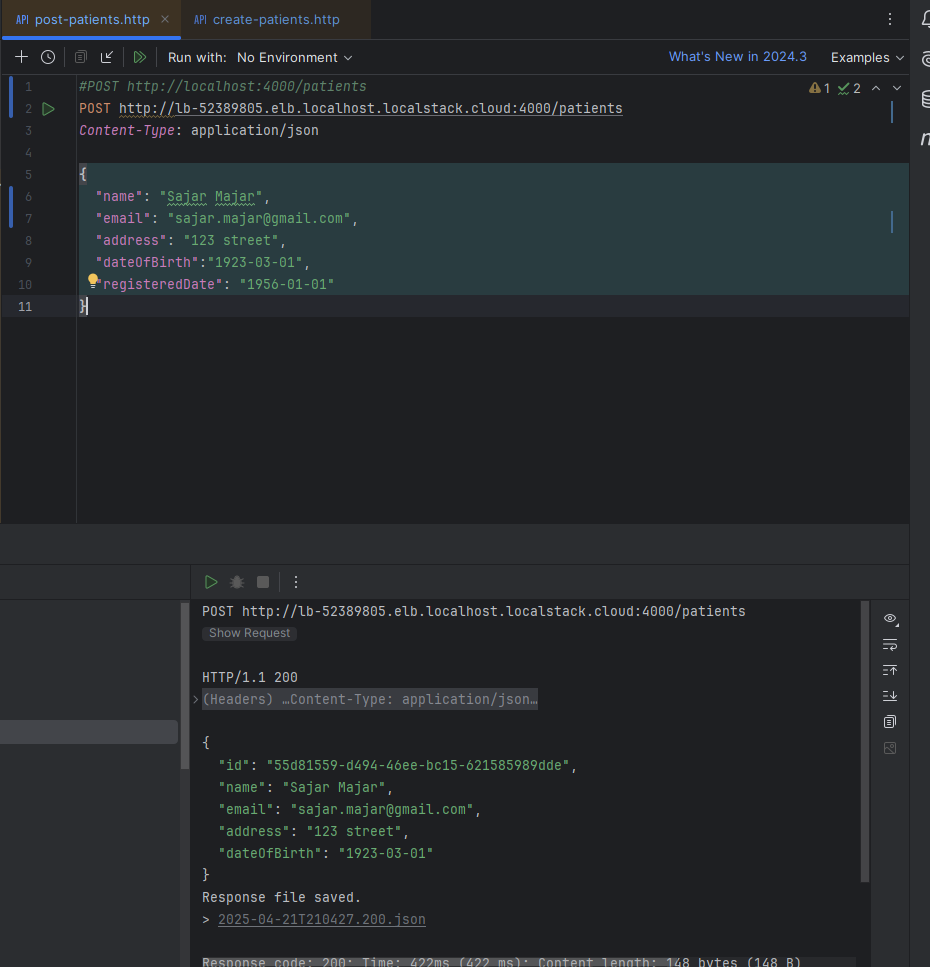 API post-patients.http × API create-patients.http
Run with: No Environment What's New in 2024.3 Examples
1 #POST http://localhost:4000/patients 1 2
2 POST http://lb-52389805.elb.localhost.localstack.cloud:4000/patients
3 Content-Type: application/json
4
5 {
6 "name": "Sajar Majar",
7 "email": "sajar.majar@gmail.com",
8 "address": "123 street",
9 "dateOfBirth":"1923-03-01",
10 "registeredDate": "1956-01-01"
11 }
POST http://lb-52389805.elb.localhost.localstack.cloud:4000/patients
Show Request
HTTP/1.1 200
> (Headers) …Content-Type: application/json…
{
"id": "55d81559-d494-46ee-bc15-621585989dde",
"name": "Sajar Majar",
"email": "sajar.majar@gmail.com",
"address": "123 street",
"dateOfBirth": "1923-03-01"
}
Response file saved.
> 2025-04-21T210427.200.json
Response code: 200; Time: 422ms (422 ms); Content length: 148 bytes (148 B)